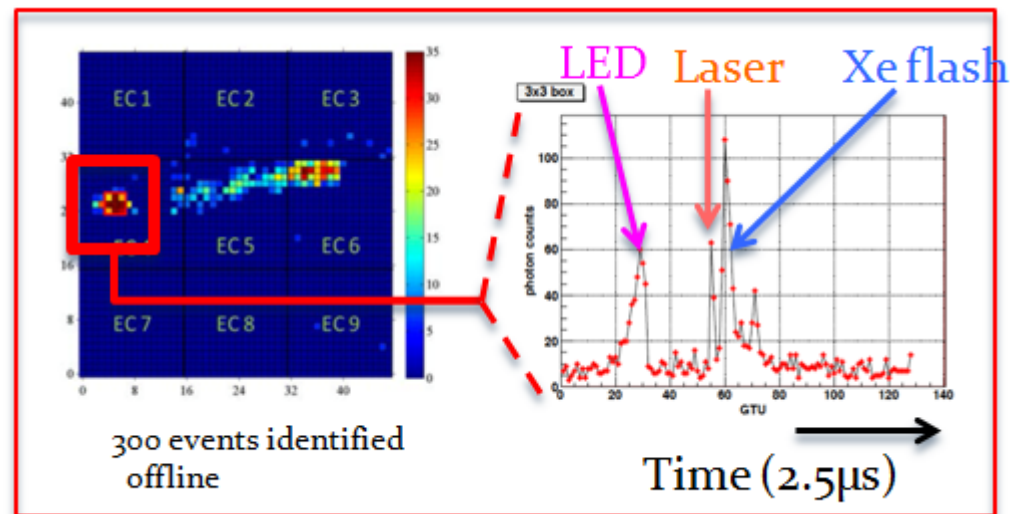 LED Laser Xe flash
3x3 box
EC 1 EC 2 EC 3
EC 5 EC 6
EC 7 EC 8 EC 9
40
32
24
16
8
0
0 8 16 24 32 40
35
30
25
20
15
10
5
0
photon counts
100
80
60
40
20
0
0 20 40 60 80 100 120 140
GTU
300 events identified
offline
Time (2.5µs)